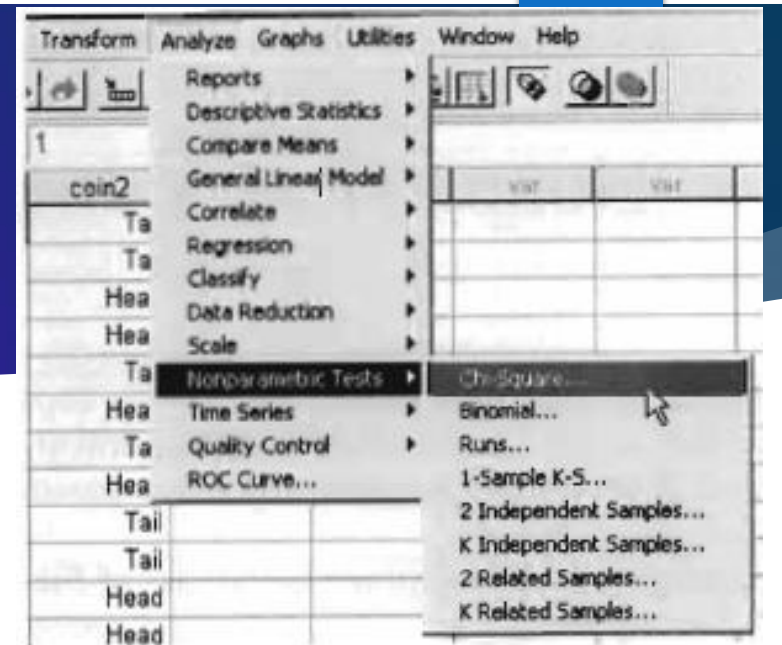 Transform Analyze Graphs Utilities Window Help
Reports
Descriptive Statistics
1
Compare Means
coin2
General Linear Model
var
var
Ta
Correlate
Ta
Regression
Classify
Hea
Data Reduction
Hea
Scale
Ta
Nonparametric Tests
Chi-Square...
Hea
Time Series
Binomial...
Ta
Quality Control
Runs...
Hea
ROC Curve...
1-Sample K-S...
Tail
2 Independent Samples...
K Independent Samples...
Tail
2 Related Samples...
Head
K Related Samples...
Head